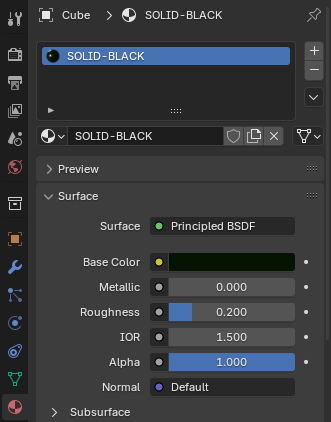 Cube > SOLID-BLACK
SOLID-BLACK
SOLID-BLACK
Preview
Surface
Surface Principled BSDF
Base Color
Metallic 0.000
Roughness 0.200
IOR 1.500
Alpha 1.000
Normal Default
Subsurface